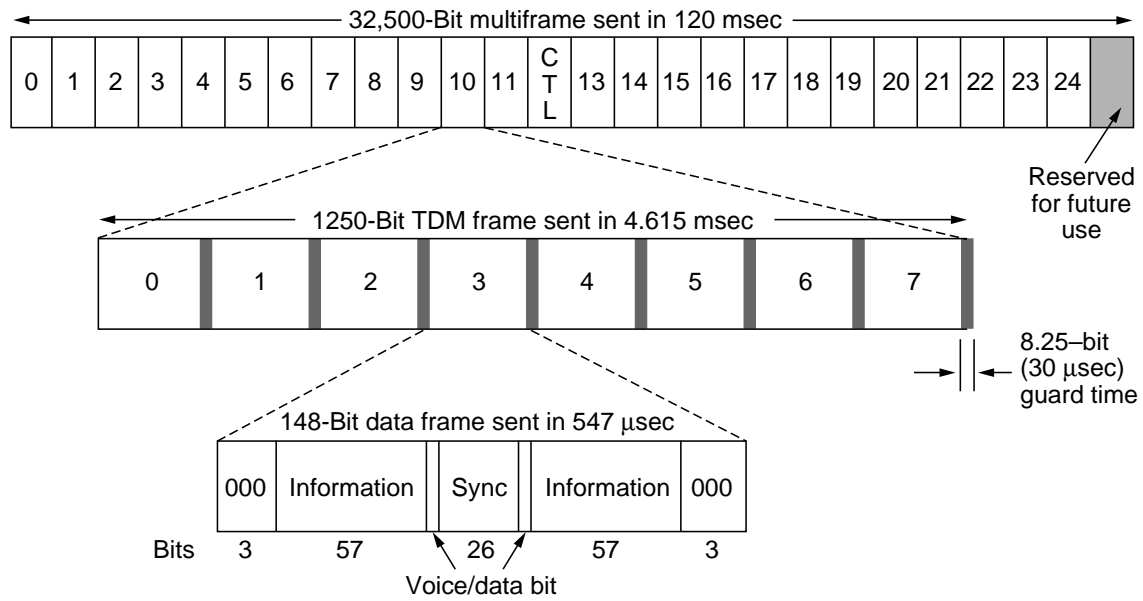 32,500-Bit multiframe sent in 120 msec
0 1 2 3 4 5 6 7 8 9 10 11 CTL 13 14 15 16 17 18 19 20 21 22 23 24
Reserved
for future
use
1250-Bit TDM frame sent in 4.615 msec
0 1 2 3 4 5 6 7
8.25–bit
(30 μsec)
guard time
148-Bit data frame sent in 547 μsec
000 Information Sync Information 000
Bits 3 57 26 57 3
Voice/data bit